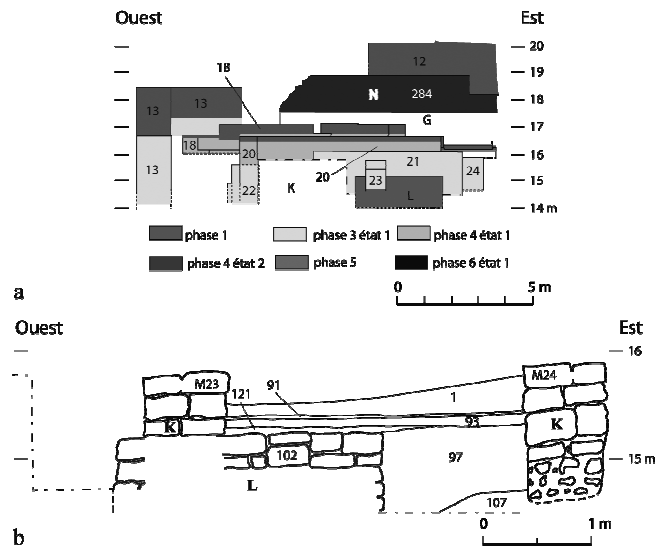 Ouest Est
20
12
19
1B
N 284
18
13 13
G
17
18
16
20 21
13 24
20 23
15
22 K
L
14 m
phase 1 phase 3 état 1 phase 4 état 1
phase 4 état 2 phase 5 phase 6 état 1
0 5 m
a
Ouest Est
16
M23 M24
91
121 1
K 93 K
102 97 15 m
L
107
b
0 1 m